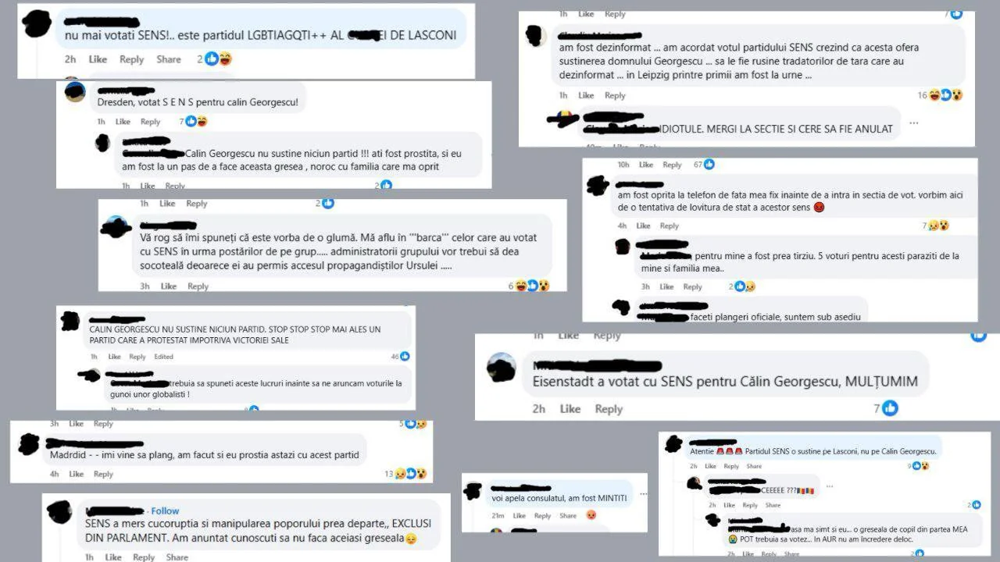 nu mai votati SENS!.. este partidul LGBTIAGQTI++ AL DE LASCONI
2h Like Reply Share 2
Dresden, votat S E N S pentru calin Georgescu!
1h Like Reply 7
Calin Georgescu nu sustine niciun partid !!! ati fost prostita, si eu
am fost la un pas de a face aceasta gresea , noroc cu familia care ma oprit
1h Like Reply 2
1h Like Reply 2
Vă rog să îmi spuneți că este vorba de o glumă. Mă aflu în '''barca''' celor care au votat
cu SENS în urma postărilor de pe grup..... administratorii grupului vor trebui să dea
socoteală deoarece ei au permis accesul propagandiștilor Ursulei .....
3h Like Reply 6
CALIN GEORGESCU NU SUSTINE NICIUN PARTID. STOP STOP STOP MAI ALES UN
PARTID CARE A PROTESTAT IMPOTRIVA VICTORIEI SALE
1h Like Reply Edited 46
trebuia sa spuneti aceste lucruri inainte sa ne aruncam voturile la
gunoi unor globalisti !
1h Like Reply
3h Like Reply 5
Madrdid - - imi vine sa plang, am facut si eu prostia astazi cu acest partid
4h Like Reply 13
· Follow
SENS a mers cucoruptia si manipularea poporului prea departe,, EXCLUSI
DIN PARLAMENT. Am anuntat cunoscuti sa nu faca aceiasi greseala
1h Like Reply Share
1h Like Reply 7
am fost dezinformat ... am acordat votul partidului SENS crezind ca acesta ofera
sustinerea domnului Georgescu ... sa le fie rusine tradatorilor de tara care au
dezinformat ... in Leipzig printre primii am fost la urne ...
1h Like Reply 16
IDIOTULE. MERGI LA SECTIE SI CERE SA FIE ANULAT
Like Reply
10h Like Reply 67
am fost oprita la telefon de fata mea fix inainte de a intra in sectia de vot. vorbim aici
de o tentativa de lovitura de stat a acestor sens
4h Like Reply 7
, pentru mine a fost prea tirziu. 5 voturi pentru acesti paraziti de la
mine si familia mea..
3h Like Reply 2
faceti plangeri oficiale, suntem sub asediu
1h Like Reply
Eisenstadt a votat cu SENS pentru Călin Georgescu, MULȚUMIM
2h Like Reply 7
voi apela consulatul, am fost MINTITI
21m Like Reply Share
Atentie Partidul SENS o sustine pe Lasconi, nu pe Calin Georgescu.
2h Like Reply Share 9
CEEEEE ???
2h Like Reply Share 2
asa ma simt si eu... o greseala de copil din partea MEA
POT trebuia sa votez... In AUR nu am încredere deloc.
2h Like Reply Share 2